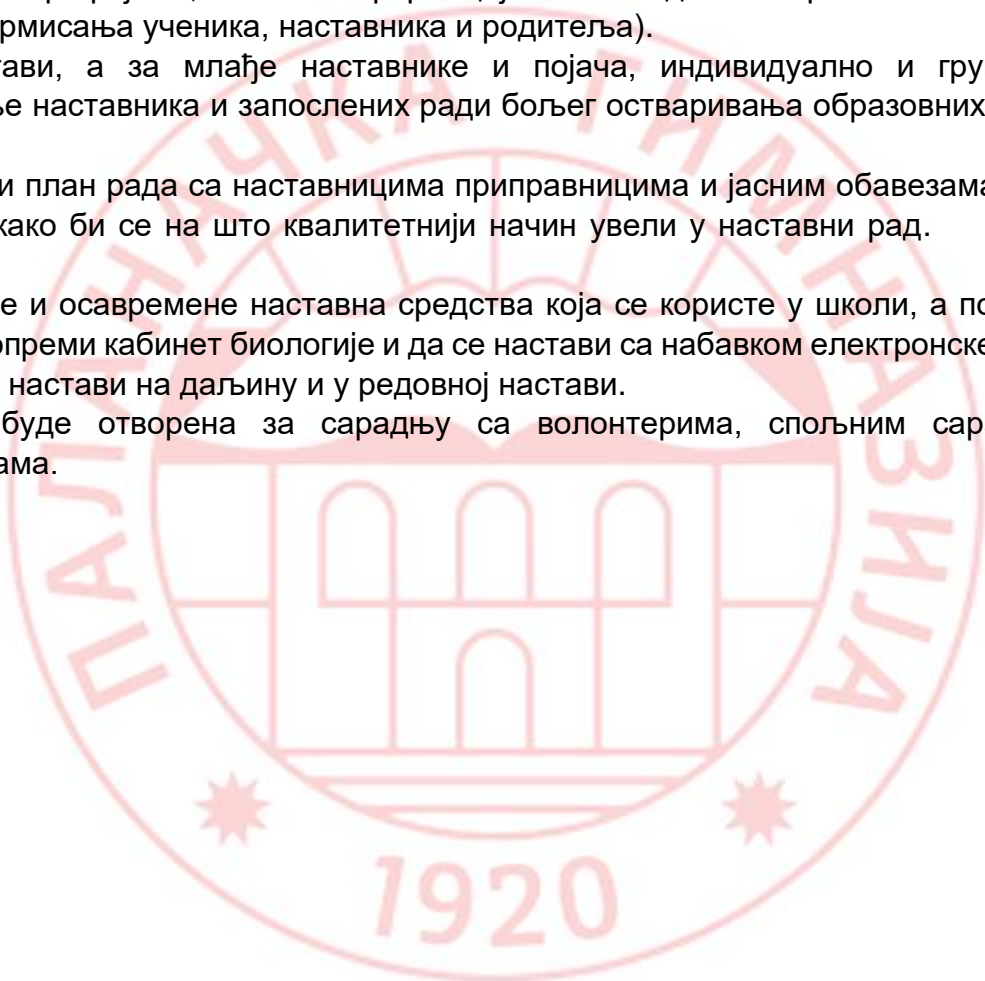 рмисања ученика, наставника и родитеља).
тави, а за млађе наставнике и појача, индивидуално и гру
ње наставника и запослених ради бољег остваривања образовних
и план рада са наставницима приправницима и јасним обавезама
како би се на што квалитетнији начин увели у наставни рад.
е и осавремене наставна средства која се користе у школи, а по
опреми кабинет биологије и да се настави са набавком електронске
настави на даљину и у редовној настави.
буде отворена за сарадњу са волонтерима, спољним сар
ама.
ПАЛАНАЧКА ГИМНАЗИЈА
1920